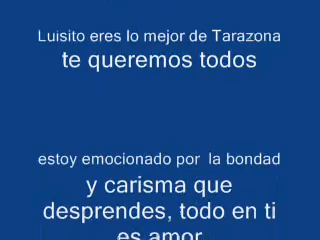 Luisito eres lo mejor de Tarazona
te queremos todos
estoy emocionado por la bondad
y carisma que
desprendes, todo en ti
es amor